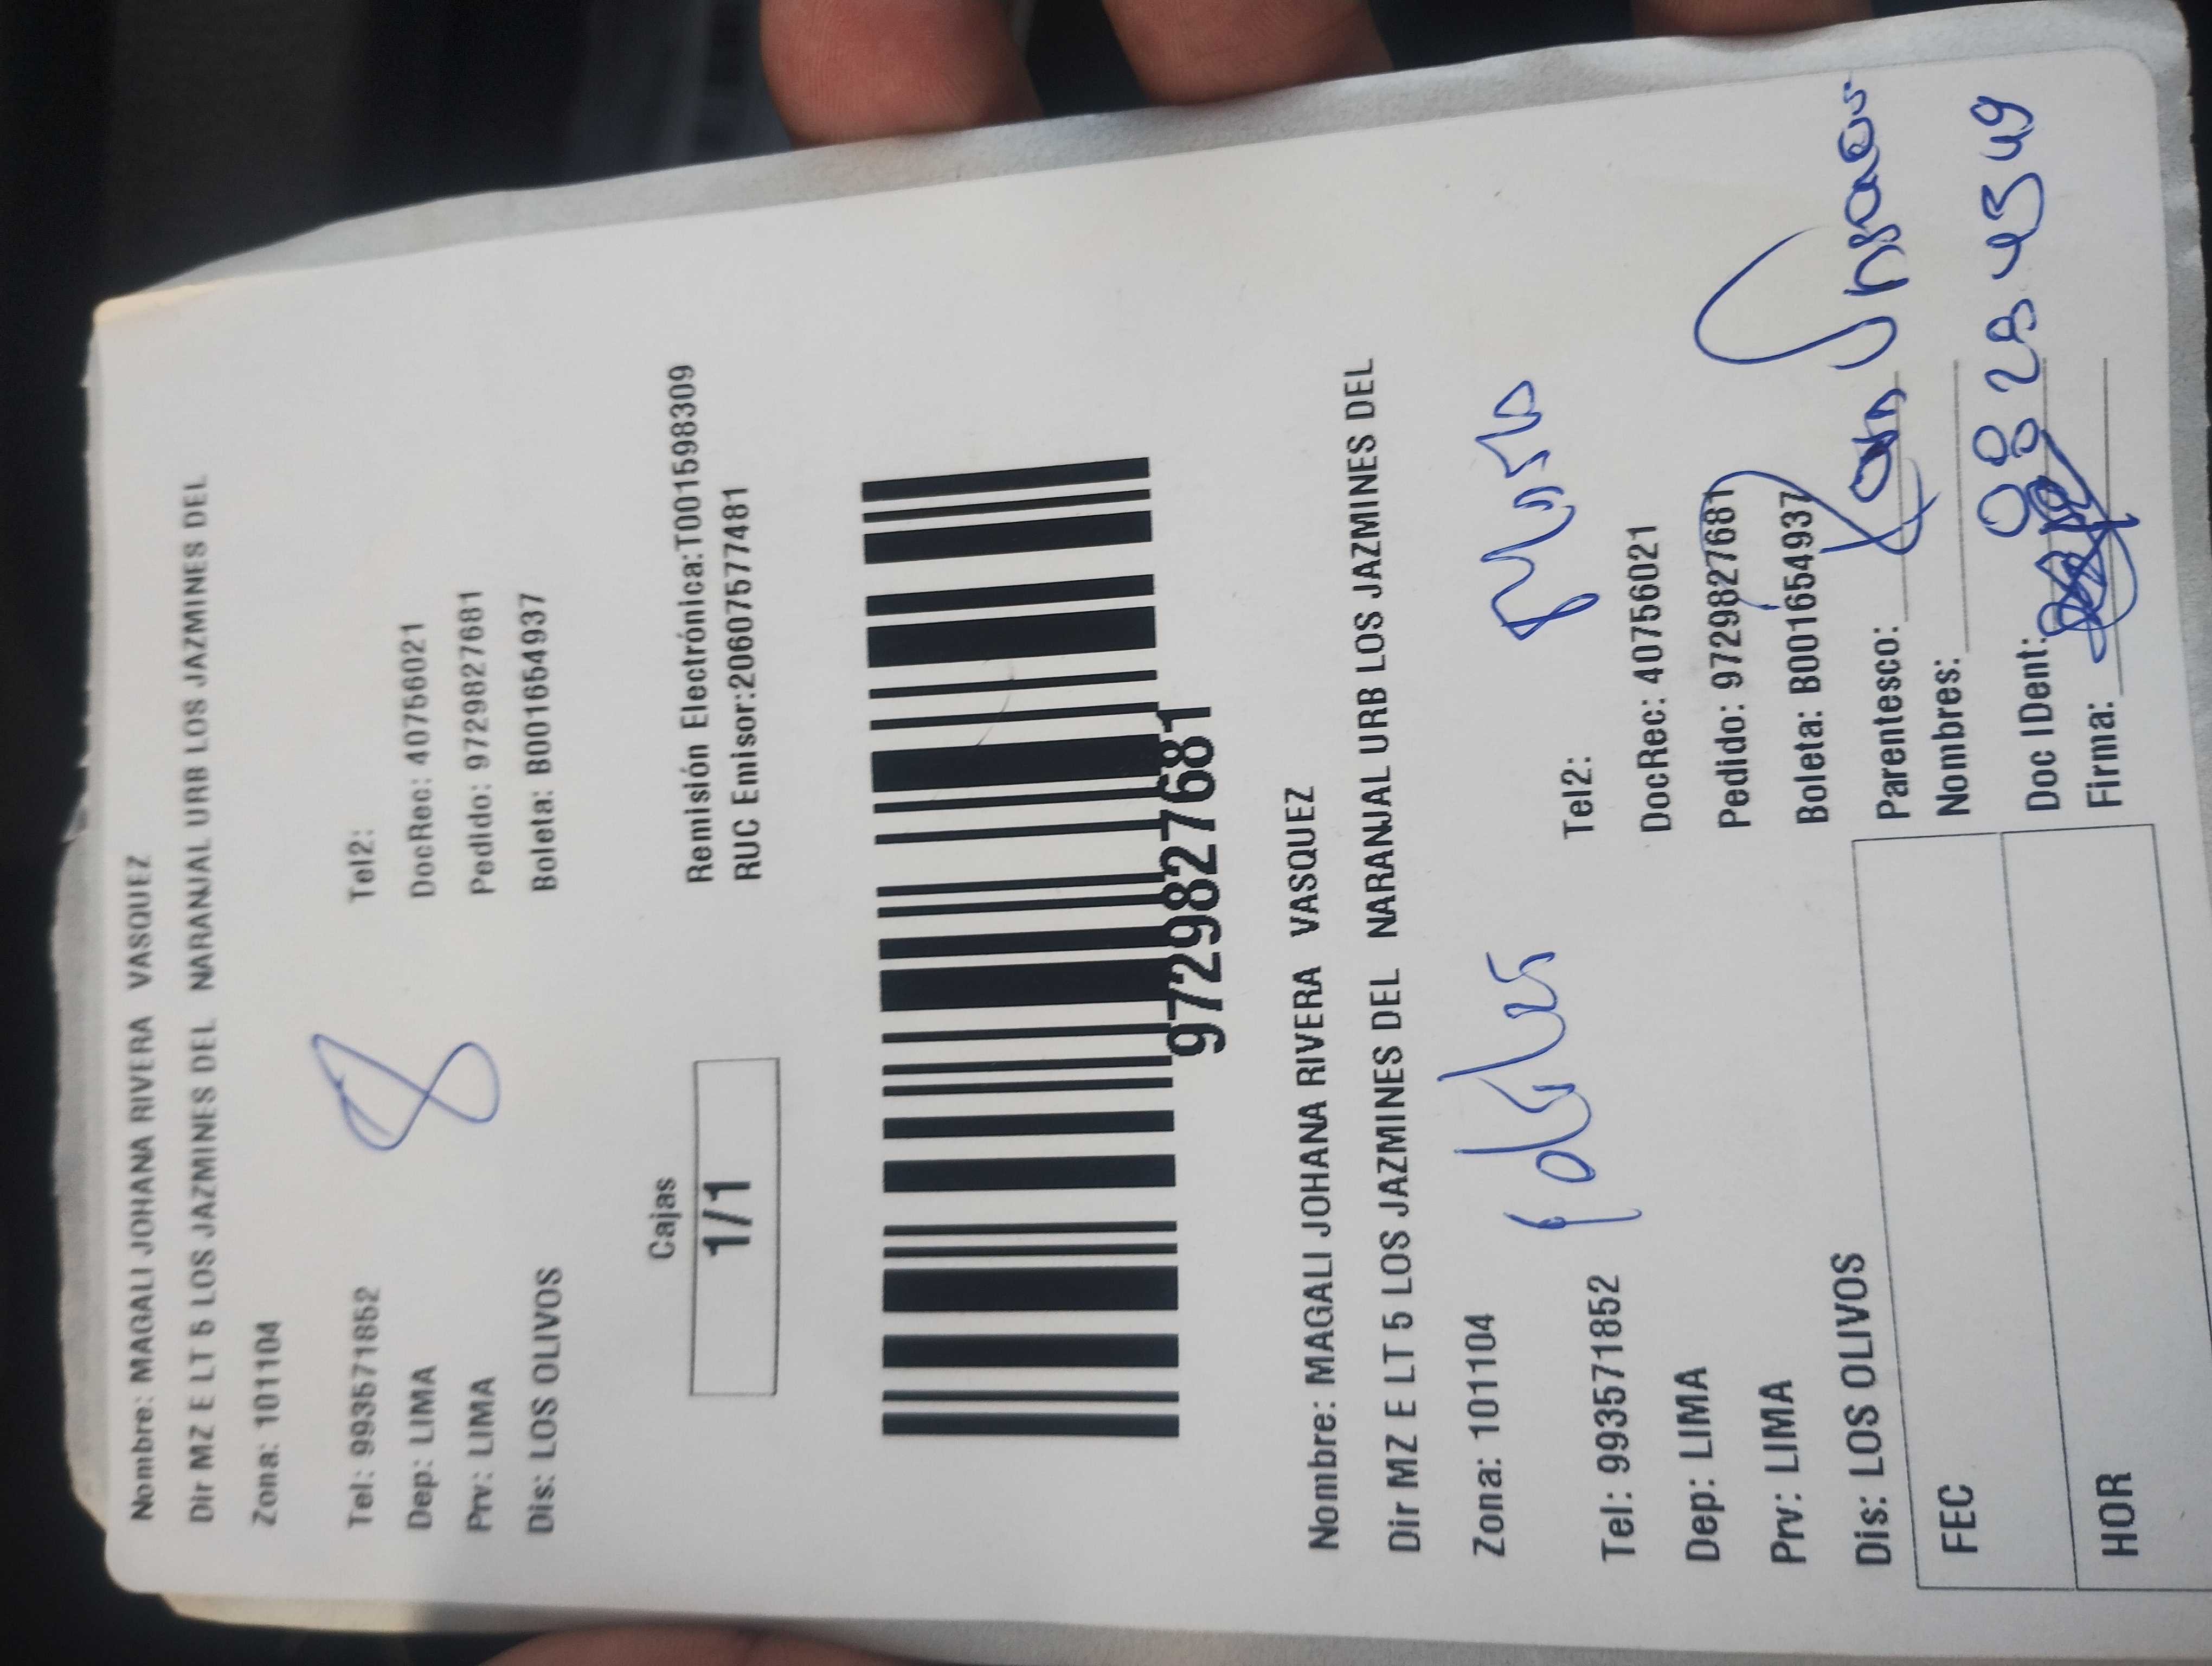 Nombre: MAGALI JOHANA RIVERA VASQUEZ
Dir MZ E LT 5 LOS JAZMINES DEL NARANJAL URB LOS JAZMINES DEL
Zona: 101104
8
Tel: 993571852 Tel2:
Dep: LIMA DocRec: 40756021
Prv: LIMA Pedido: 9729827681
Dis: LOS OLIVOS Boleta: B001654937
Cajas
1/1
Remisión Electrónica:T001598309
RUC Emisor:20607577481
9729827681
Nombre: MAGALI JOHANA RIVERA VASQUEZ
Dir MZ E LT 5 LOS JAZMINES DEL NARANJAL URB LOS JAZMINES DEL
Zona: 101104
Tel: 993571852 Tel2:
Dep: LIMA DocRec: 40756021
Prv: LIMA Pedido: 9729827681
Dis: LOS OLIVOS Boleta: B001654937
Parentesco:
FEC Nombres:
Doc IDent:
HOR Firma: